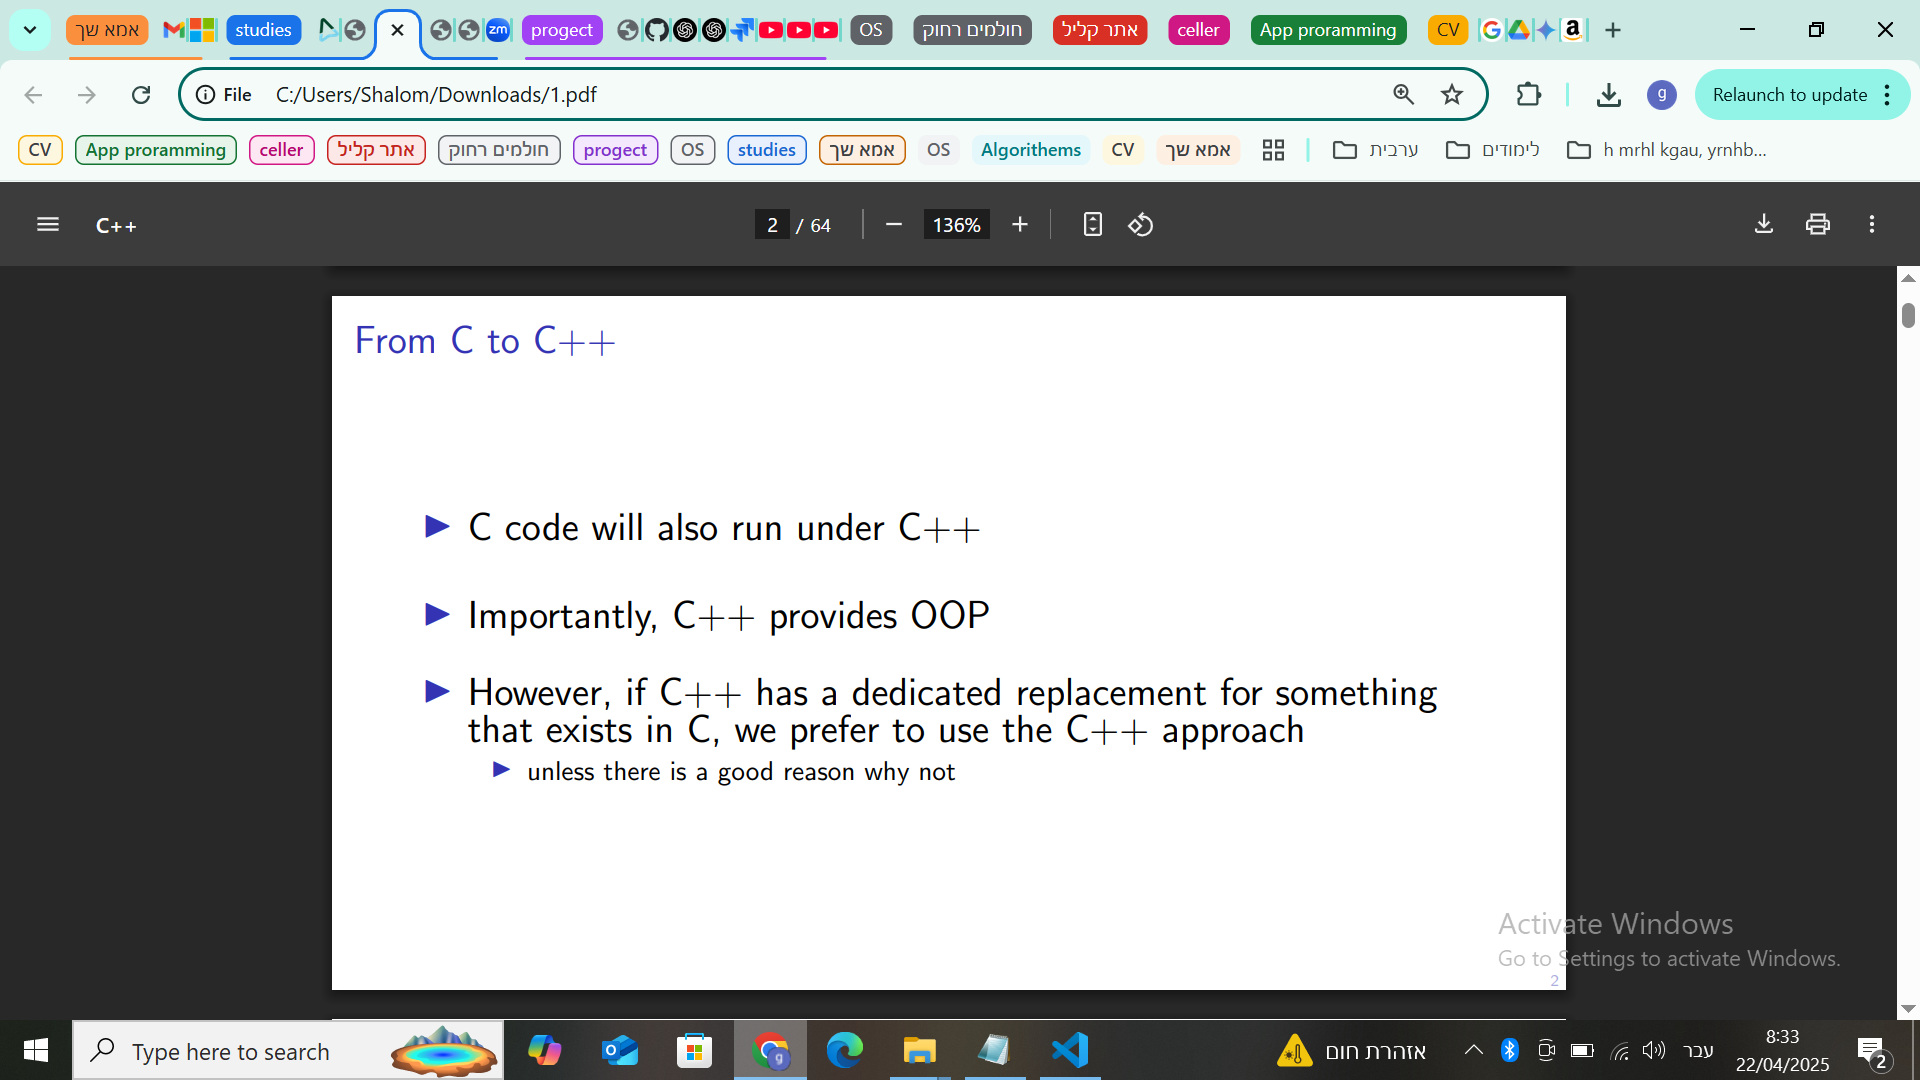 אמא שך
studies
zm
progect
OS
חולמים רחוק
אתר קליל
celler
App proramming
CV
File
C:/Users/Shalom/Downloads/1.pdf
g
Relaunch to update
CV
App proramming
celler
אתר קליל
חולמים רחוק
progect
OS
studies
אמא שך
OS
Algorithems
CV
אמא שך
ערבית
לימודים
h mrhl kgau, yrnhb...
C++
2 / 64
136%
From C to C++
C code will also run under C++
Importantly, C++ provides OOP
However, if C++ has a dedicated replacement for something
that exists in C, we prefer to use the C++ approach
unless there is a good reason why not
Activate Windows
Go to Settings to activate Windows.
2
Type here to search
g
אזהרת חום
עבר
8:33
22/04/2025
2